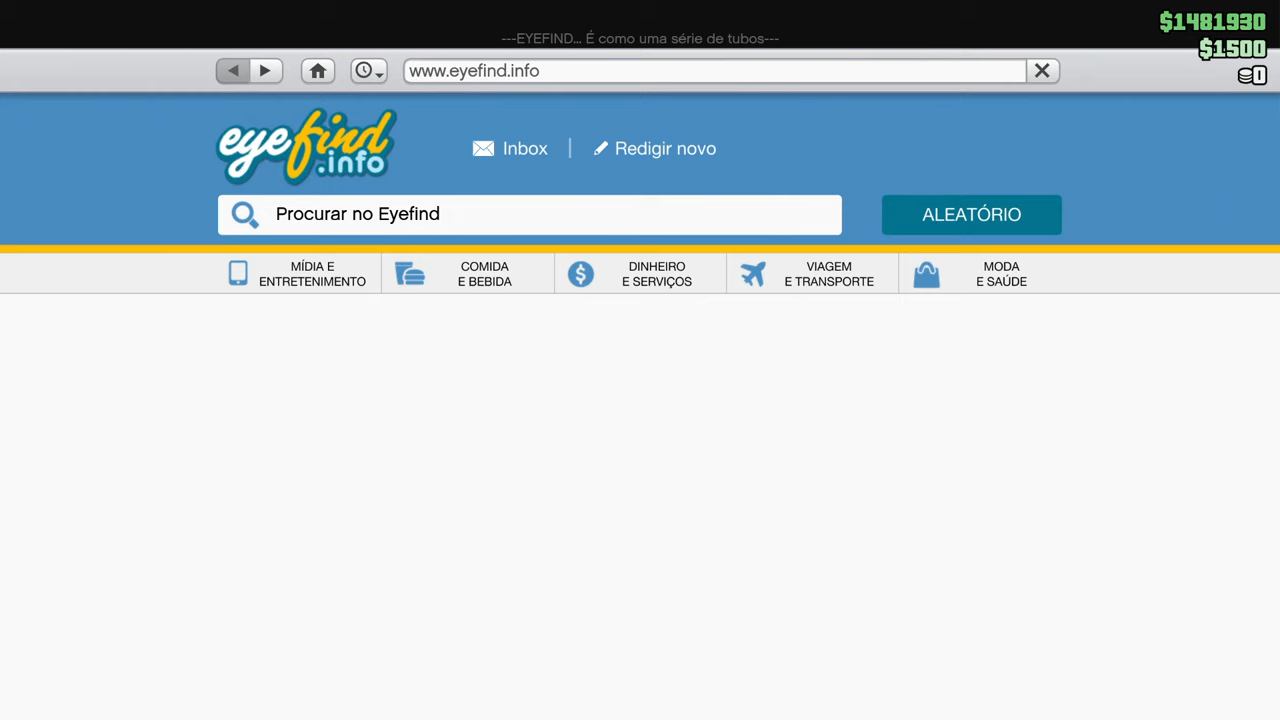 $1481930
---EYEFIND... É como uma série de tubos---
$1500
www.eyefind.info
0
eyefind
.info
Inbox
Redigir novo
Procurar no Eyefind
ALEATÓRIO
MÍDIA E
ENTRETENIMENTO
COMIDA
E BEBIDA
DINHEIRO
E SERVIÇOS
VIAGEM
E TRANSPORTE
MODA
E SAÚDE